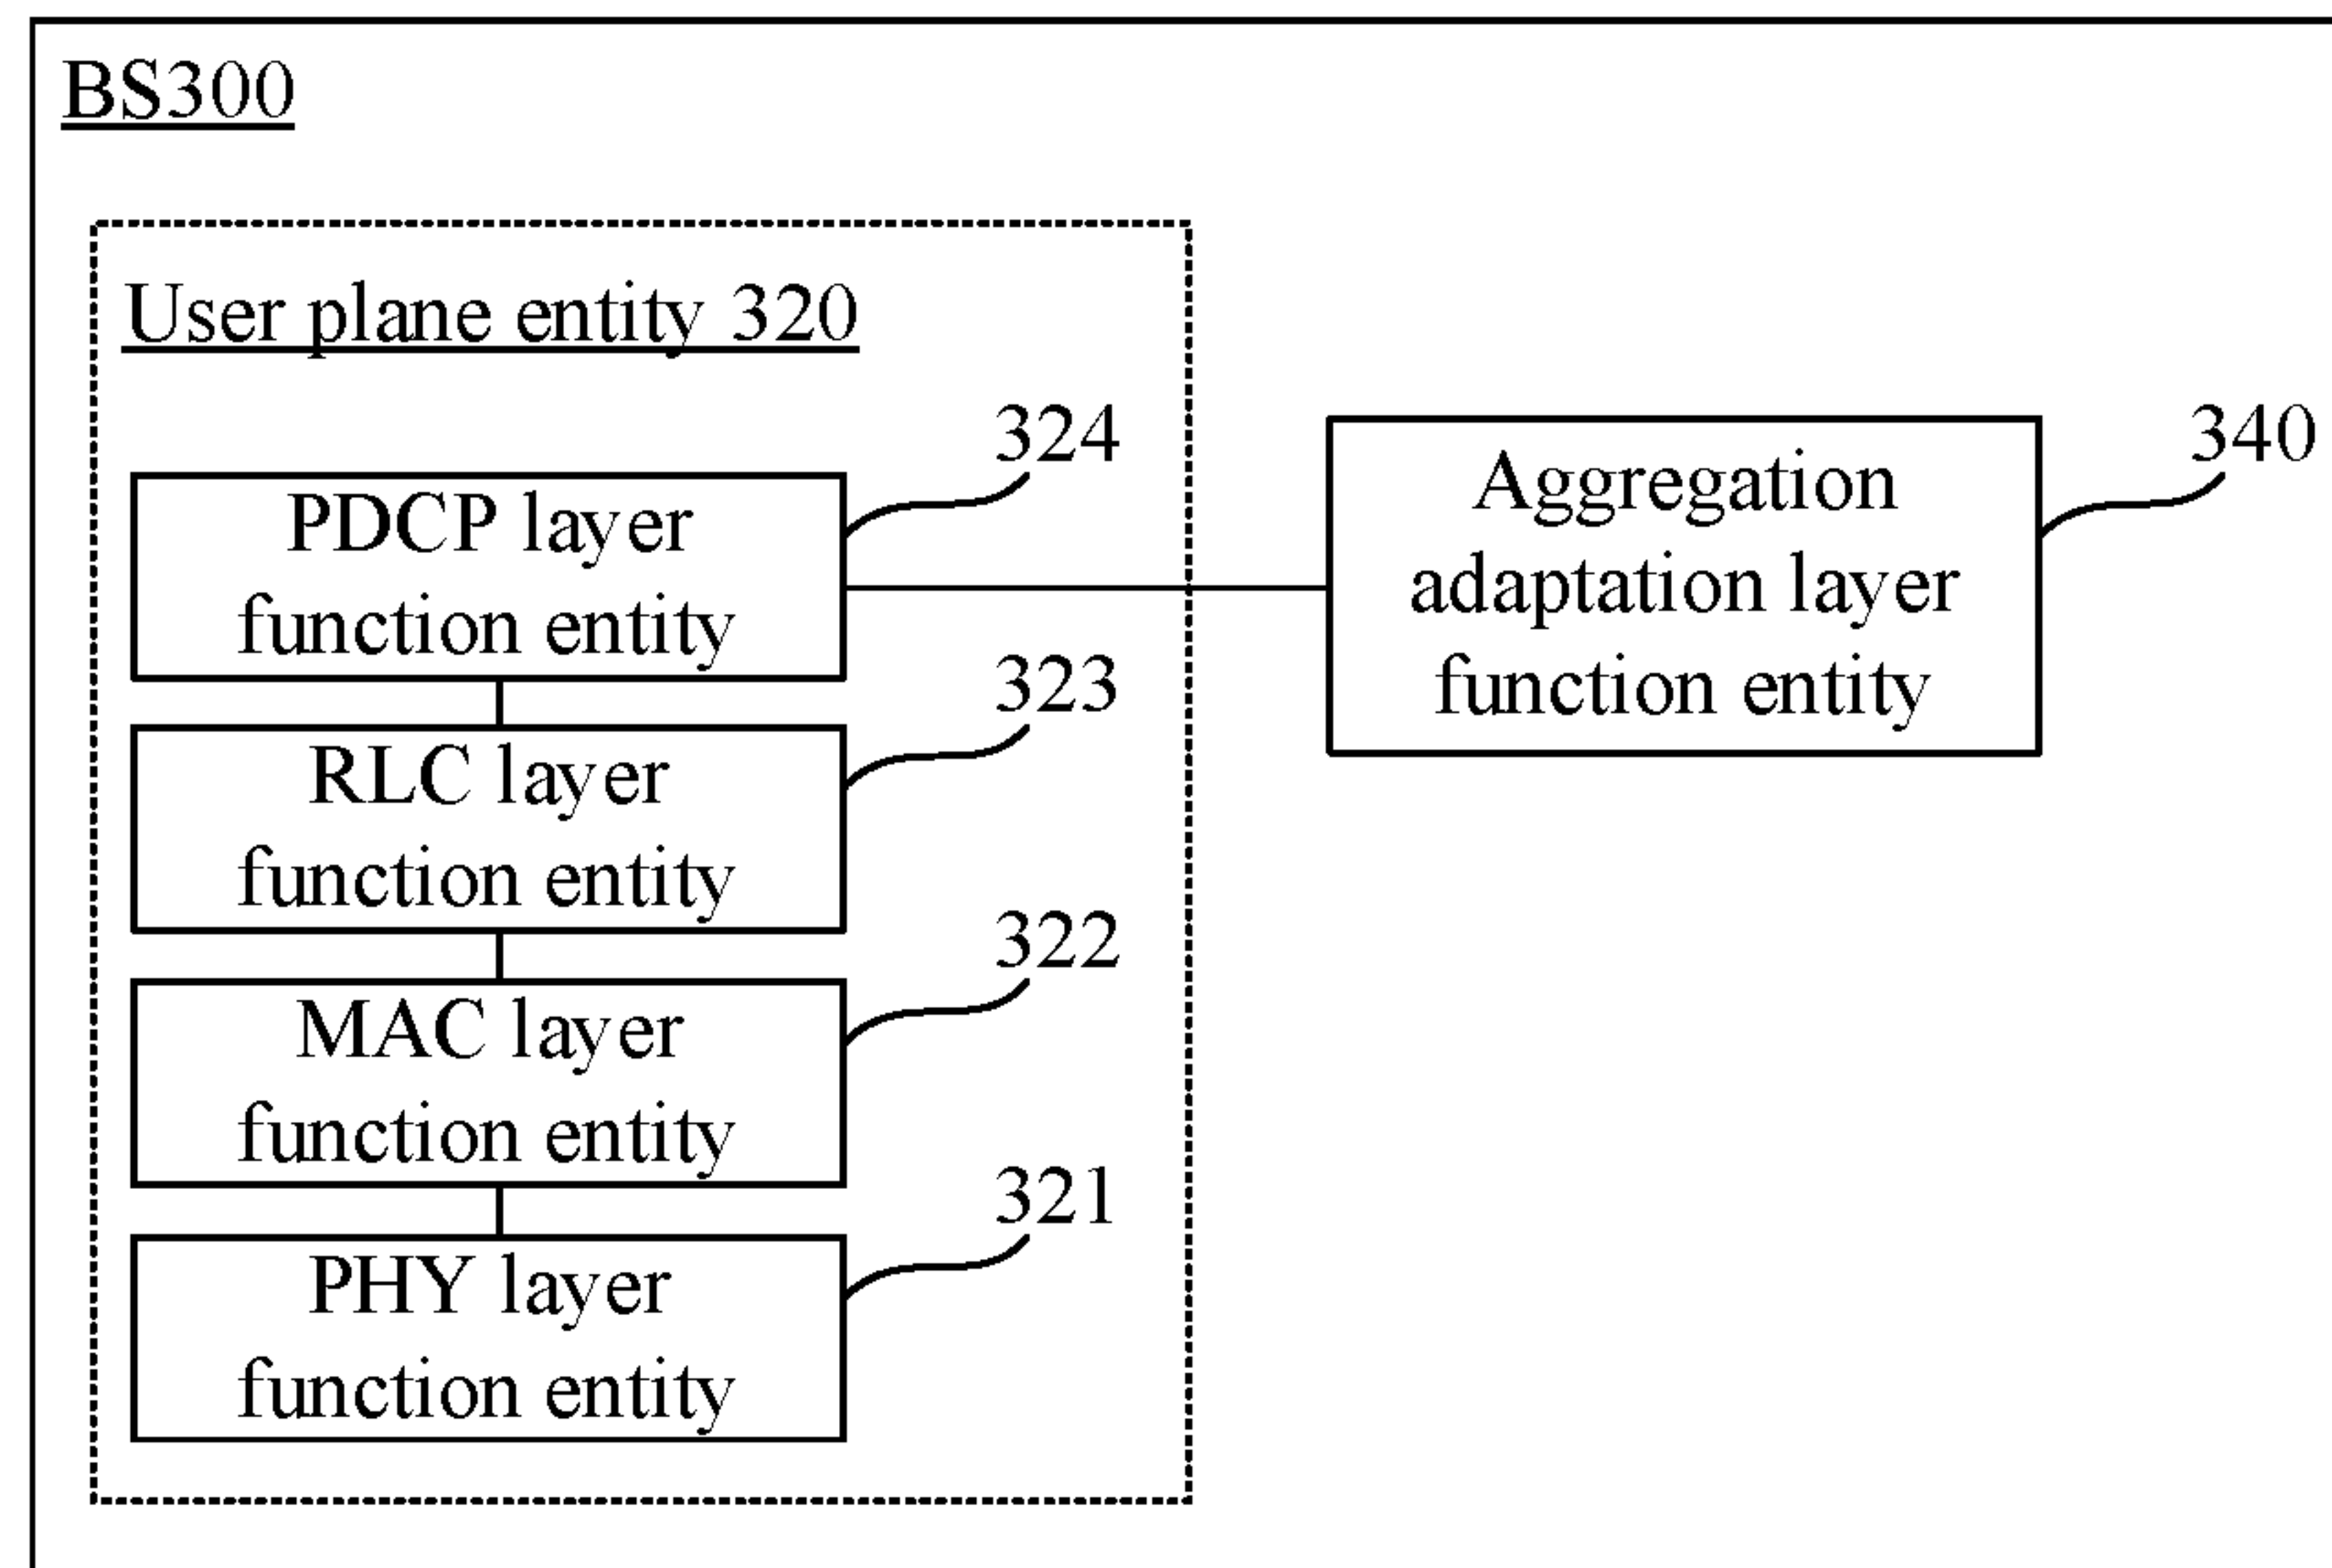 BS300
User plane entity 320
324
PDCP layer
function entity
340
Aggregation
adaptation layer
function entity
323
RLC layer
function entity
322
MAC layer
function entity
321
PHY layer
function entity